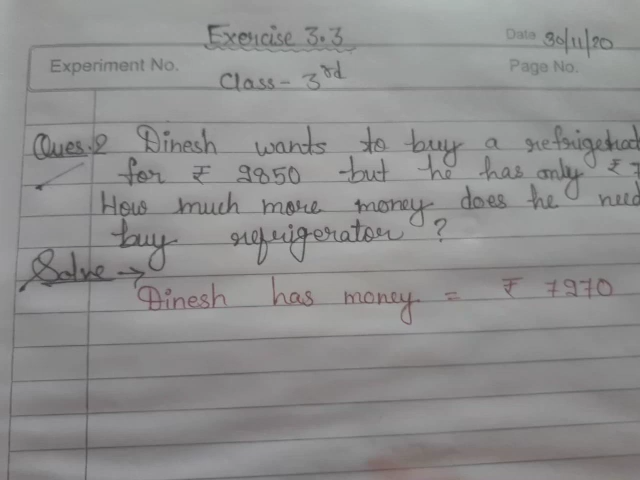 Exercise 3.3
Date 30/11/20
Experiment No.
Page No.
Class - 3rd
Ques.2 Dinesh wants to buy a refrigerat
for ₹ 9850 but he has only ₹ 7
How much more money does he need
buy refrigerator ?
Solve →
Dinesh has money = ₹ 7970